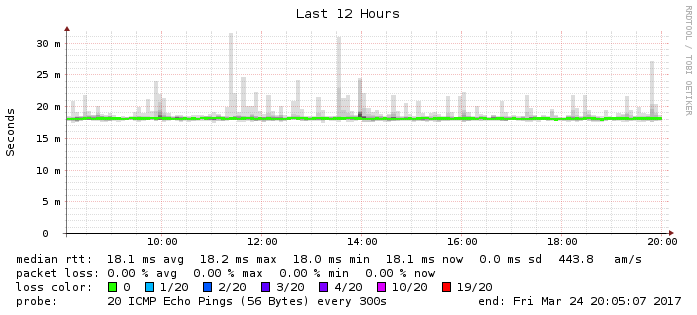 Last 12 Hours
RRDTOOL / TOBI OETIKER
Seconds
30 m
25 m
20 m
15 m
10 m
5 m
0
10:00 12:00 14:00 16:00 18:00 20:00
median rtt: 18.1 ms avg 18.2 ms max 18.0 ms min 18.1 ms now 0.0 ms sd 443.8 am/s
packet loss: 0.00 % avg 0.00 % max 0.00 % min 0.00 % now
loss color: 0 1/20 2/20 3/20 4/20 10/20 19/20
probe: 20 ICMP Echo Pings (56 Bytes) every 300s end: Fri Mar 24 20:05:07 2017